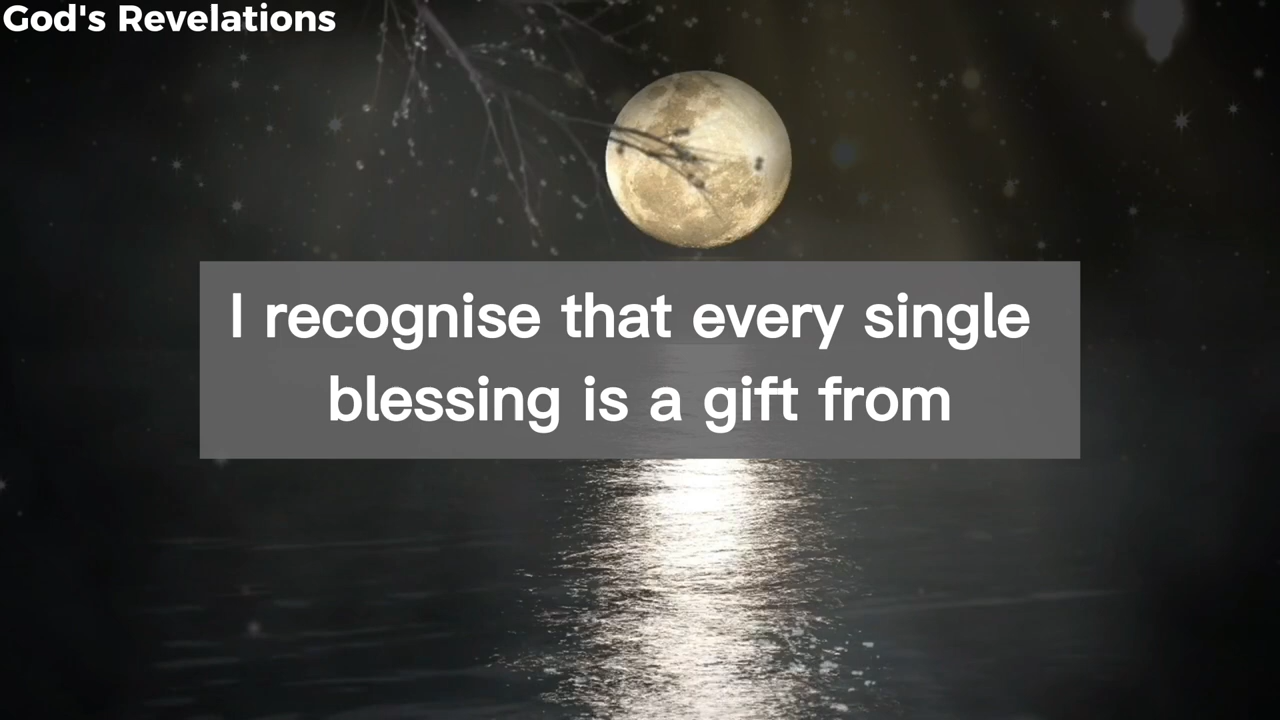 God's Revelations
I recognise that every single
blessing is a gift from